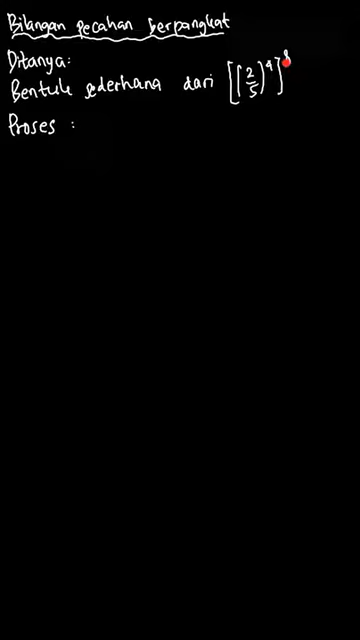 Bilangan pecahan berpangkat
Ditanya:
Bentuk sederhana dari [(2/5)^4]^8
Proses :